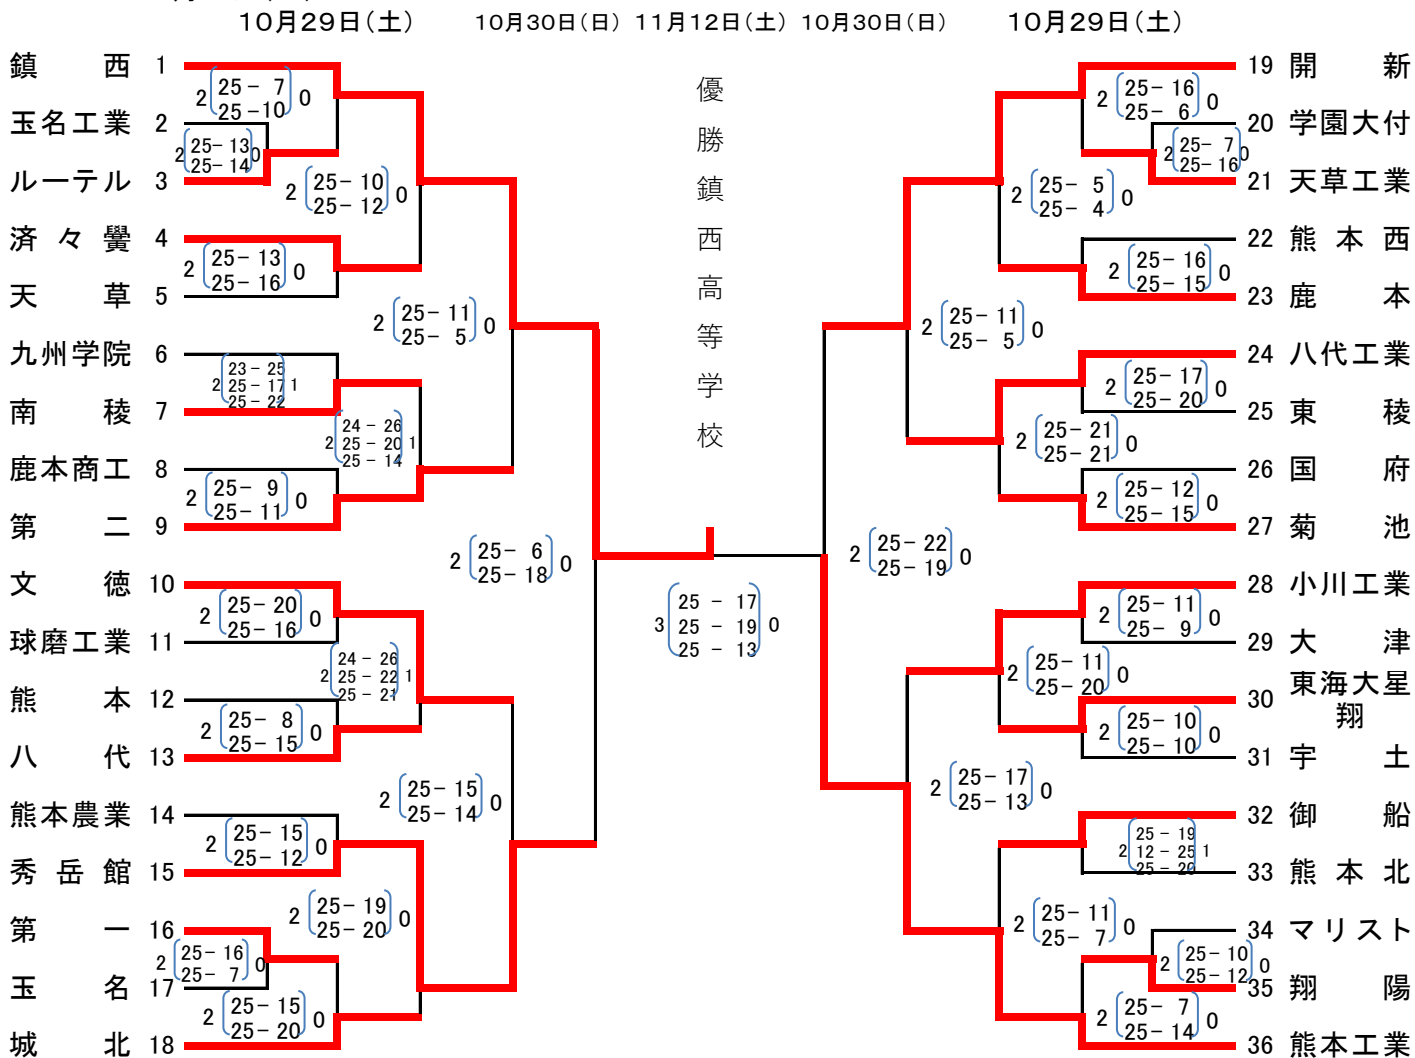 10月29日(土) 10月30日(日) 11月12日(土) 10月30日(日) 10月29日(土)
優勝鎮西高等学校
鎮西 1
2 25- 7 0
25-10
玉名工業 2
2 25-13 0
25-14
ルーテル 3
2 25-10 0
25-12
済々黌 4
2 25-13 0
25-16
天草 5
2 25-11 0
25- 5
九州学院 6
23-25
2 25-17 1
25-22
南稜 7
24-26
2 25-20 1
25-14
鹿本商工 8
2 25- 9 0
25-11
第二 9
2 25- 6 0
25-18
文徳 10
2 25-20 0
25-16
球磨工業 11
24-26
2 25-22 1
25-21
熊本 12
2 25- 8 0
25-15
八代 13
2 25-15 0
25-14
熊本農業 14
2 25-15 0
25-12
秀岳館 15
2 25-19 0
25-20
第一 16
2 25-16 0
25- 7
玉名 17
2 25-15 0
25-20
城北 18
25-17
3 25-19 0
25-13
19 開新
2 25-16 0
25- 6
20 学園大付
2 25- 7 0
25-16
21 天草工業
2 25- 5 0
25- 4
22 熊本西
2 25-16 0
25-15
23 鹿本
2 25-11 0
25- 5
24 八代工業
2 25-17 0
25-20
25 東稜
2 25-21 0
25-21
26 国府
2 25-12 0
25-15
27 菊池
2 25-22 0
25-19
28 小川工業
2 25-11 0
25- 9
29 大津
2 25-11 0
25-20
30 東海大星翔
2 25-10 0
25-10
31 宇土
2 25-17 0
25-13
32 御船
25-19
2 12-25 1
25-20
33 熊本北
2 25-11 0
25- 7
34 マリスト
2 25-10 0
25-12
35 翔陽
2 25- 7 0
25-14
36 熊本工業